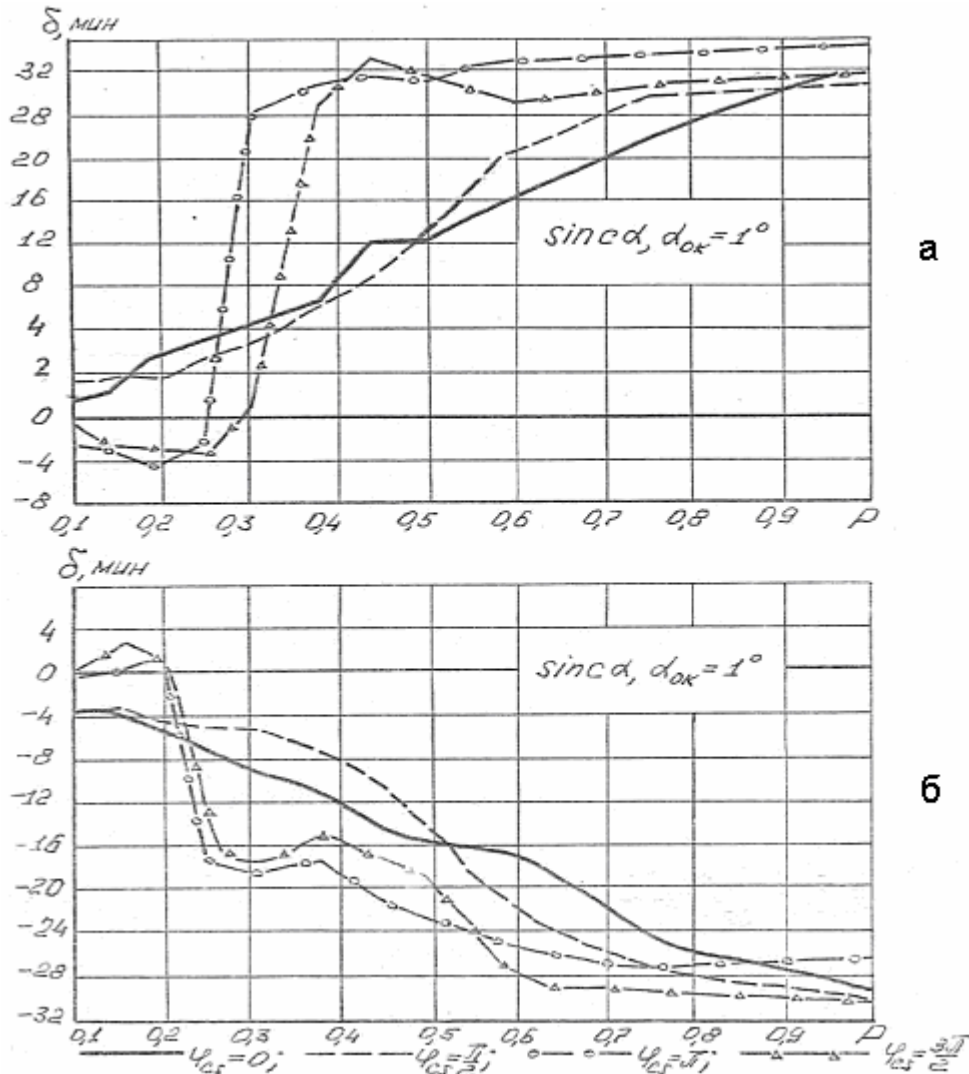 δ, мин
32
28
20
16
12
8
4
2
0
-4
-8
sinc α, α_ок = 1°
а
0,1 0,2 0,3 0,4 0,5 0,6 0,7 0,8 0,9 P
δ, мин
4
0
-4
-8
-12
-16
-20
-24
-28
-32
sinc α, α_ок = 1°
б
0,1 0,2 0,3 0,4 0,5 0,6 0,7 0,8 0,9 P
φ_cs = 0; φ_cs = π/2; φ_cs = π; φ_cs = 3π/2